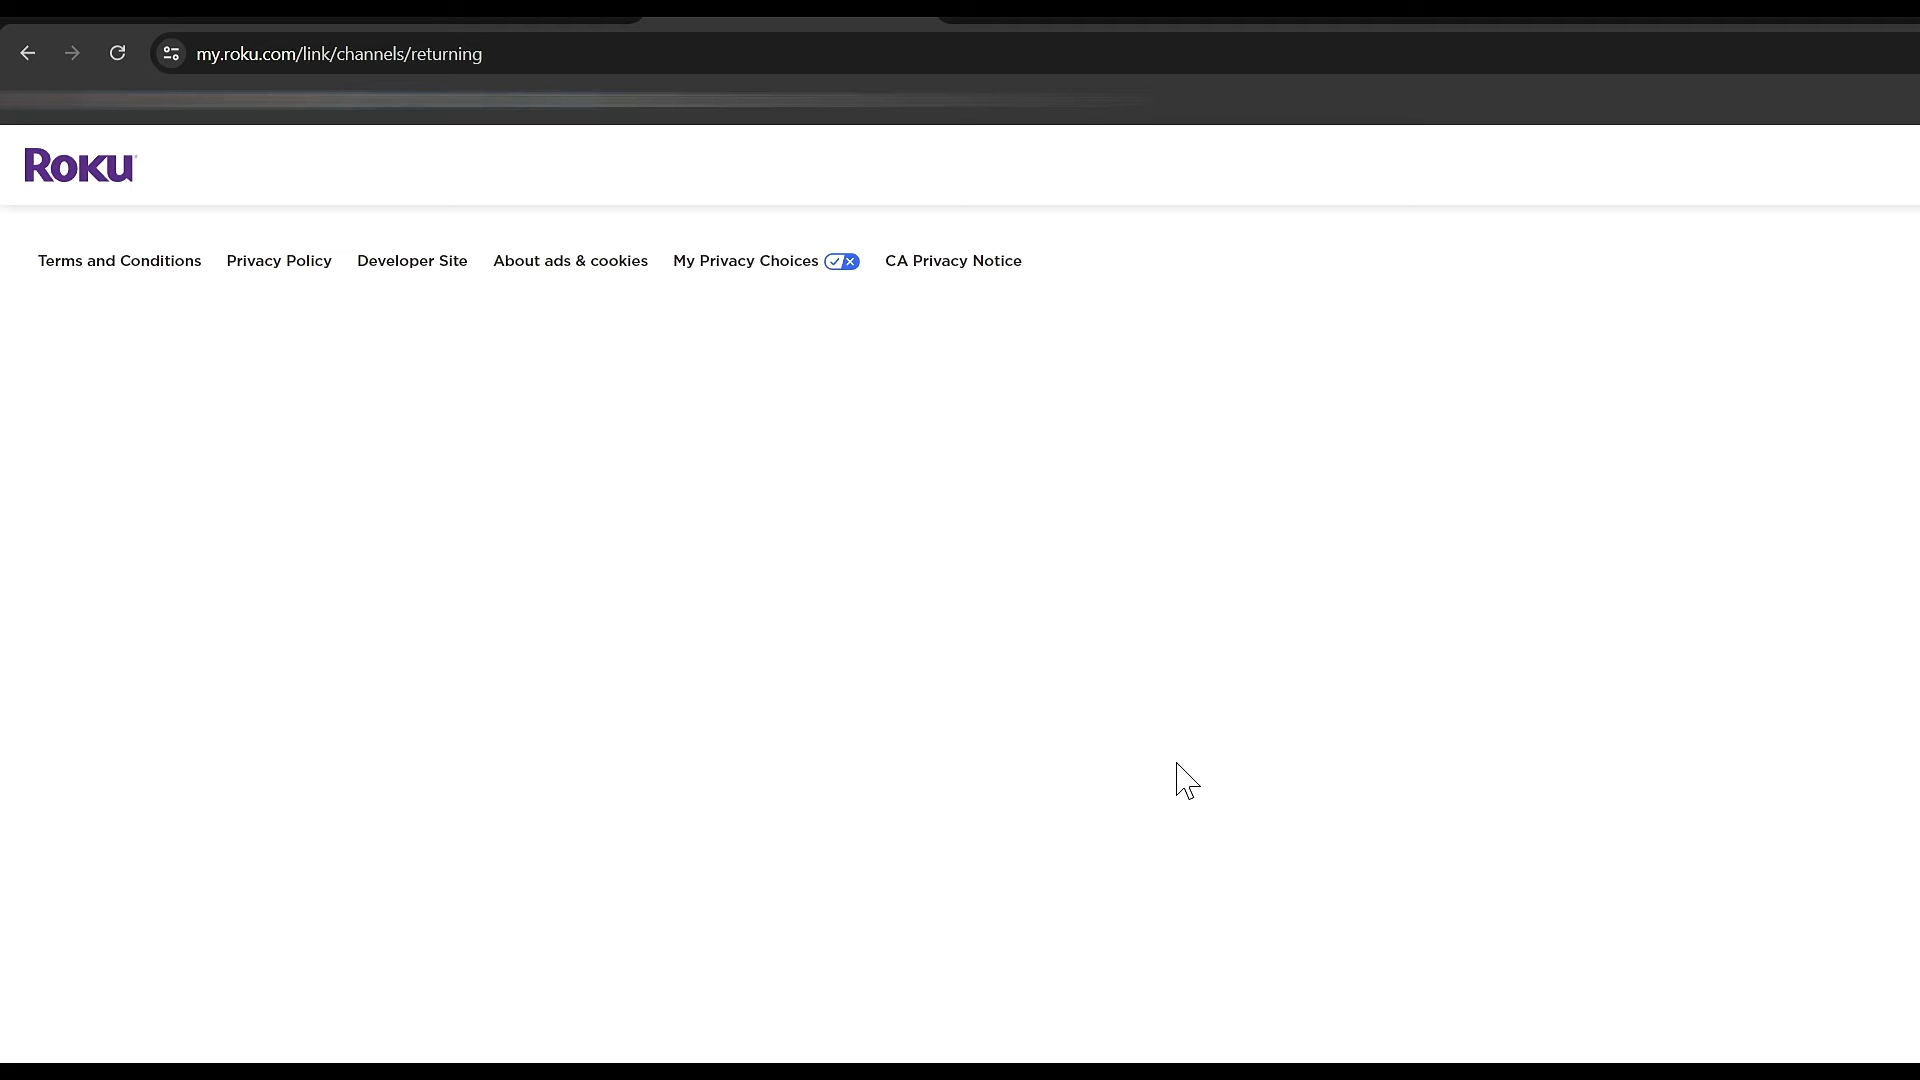 my.roku.com/link/channels/returning
Roku
Terms and Conditions Privacy Policy Developer Site About ads & cookies My Privacy Choices CA Privacy Notice